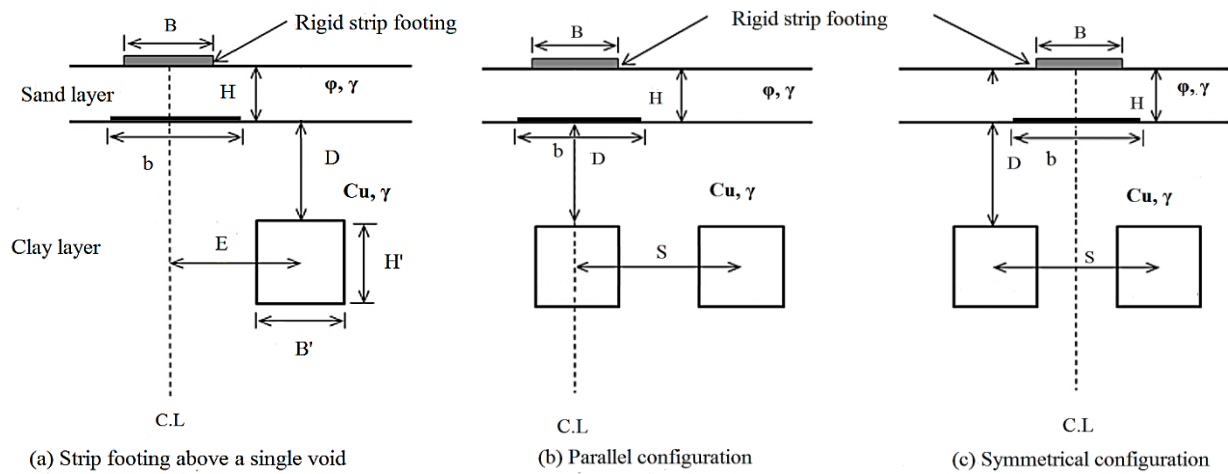 B
Rigid strip footing
Sand layer
H
φ, γ
b
D
Cu, γ
Clay layer
E
H'
B'
C.L
(a) Strip footing above a single void
B
Rigid strip footing
H
φ, γ
b
D
Cu, γ
S
C.L
(b) Parallel configuration
B
H
φ, γ
D
b
Cu, γ
S
C.L
(c) Symmetrical configuration